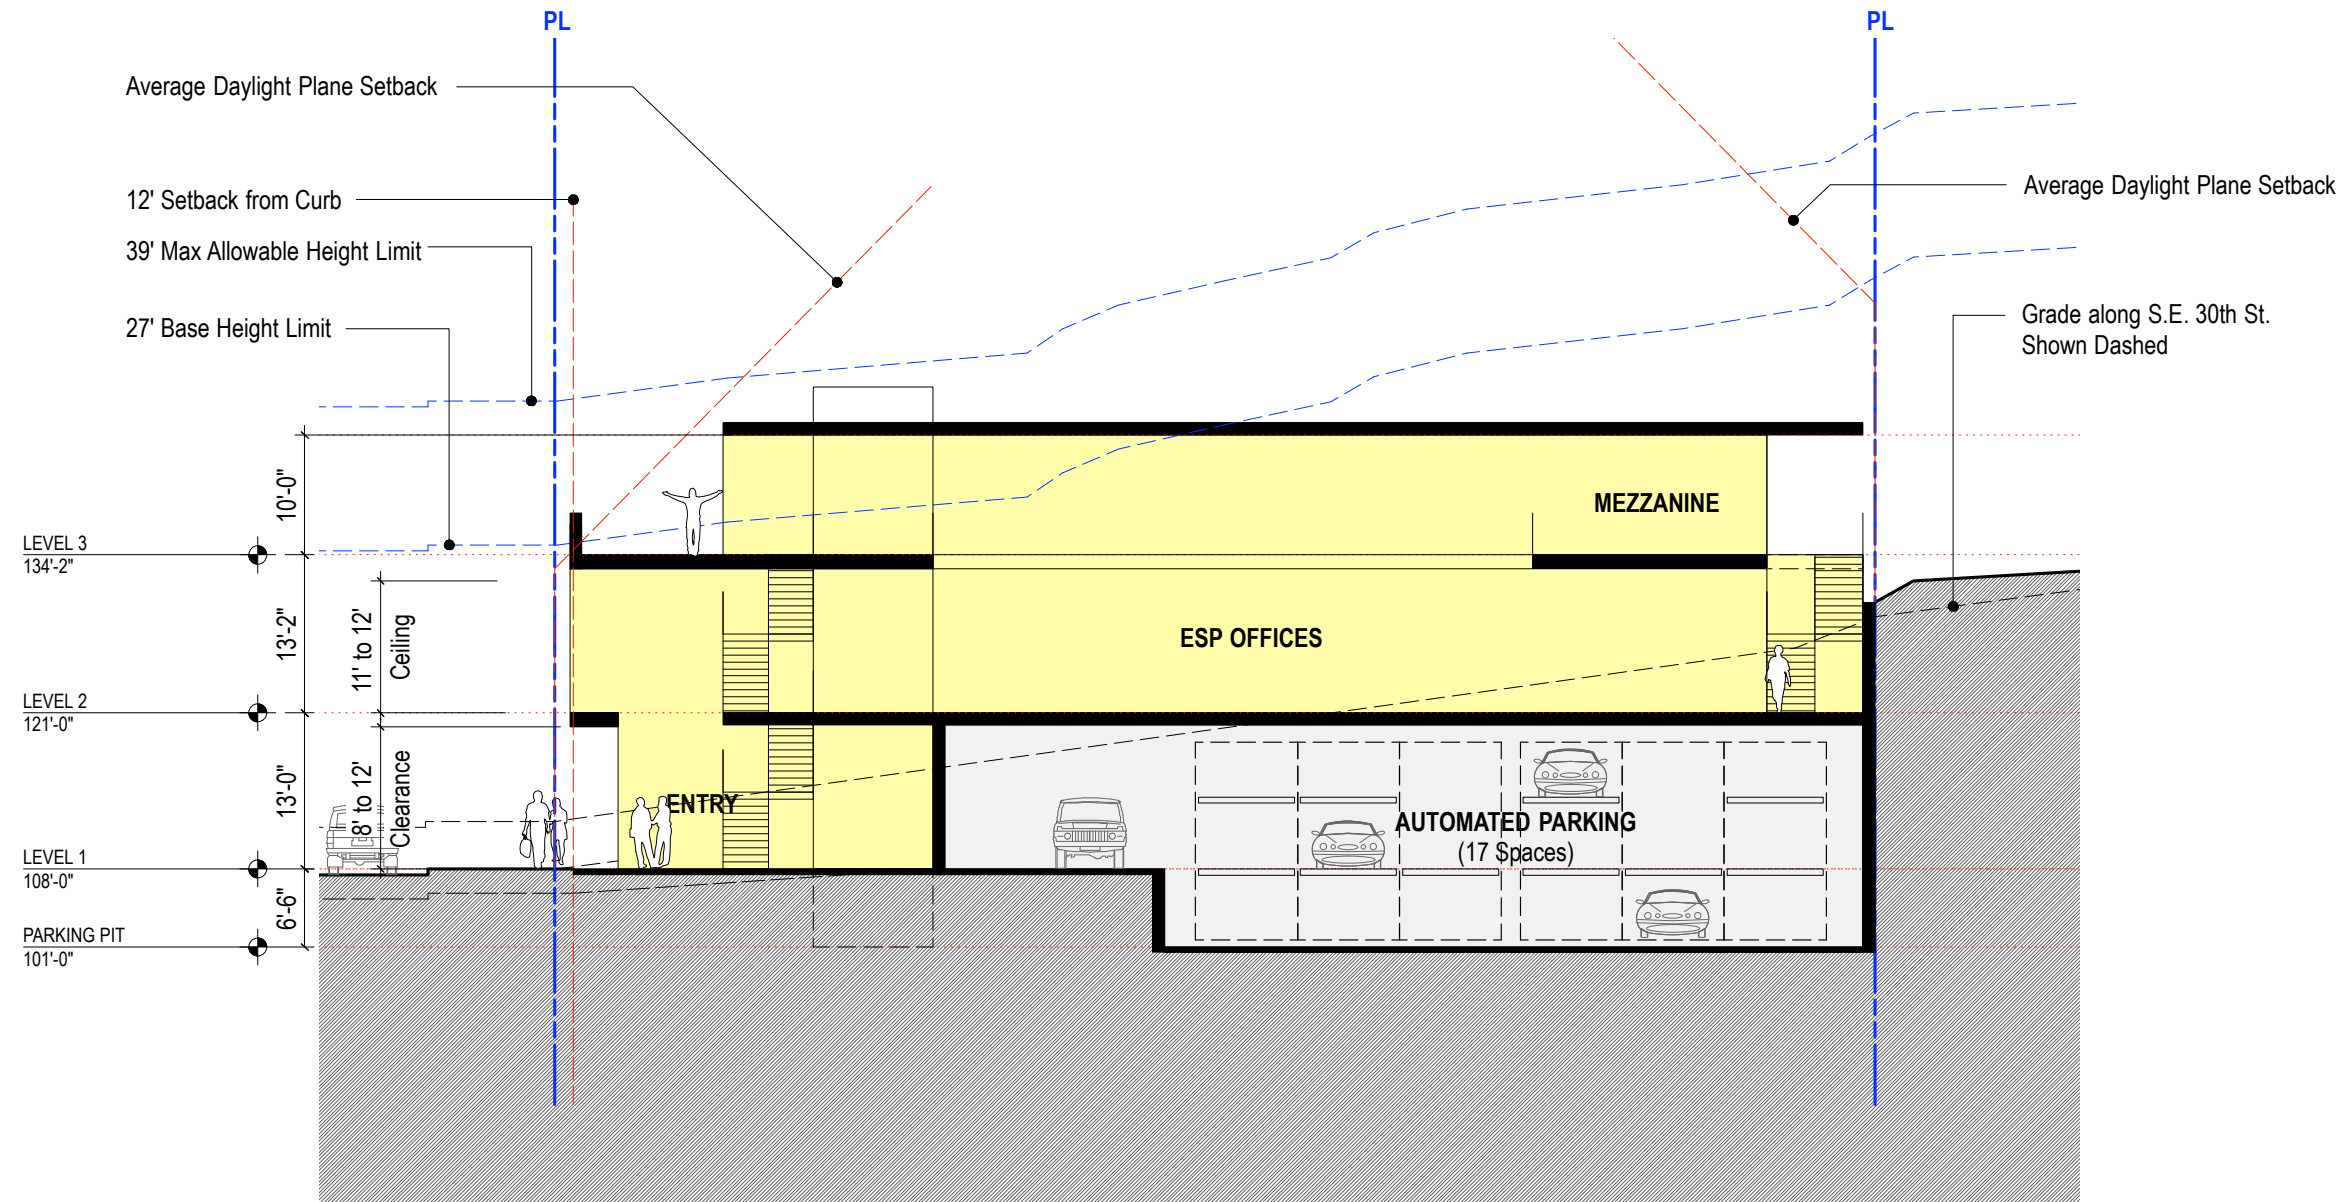 PL
PL
Average Daylight Plane Setback
12' Setback from Curb
39' Max Allowable Height Limit
27' Base Height Limit
Average Daylight Plane Setback
Grade along S.E. 30th St.
Shown Dashed
10'-0"
MEZZANINE
LEVEL 3
134'-2"
13'-2"
11' to 12'
Ceiling
ESP OFFICES
LEVEL 2
121'-0"
13'-0"
8' to 12'
Clearance
ENTRY
AUTOMATED PARKING
(17 Spaces)
LEVEL 1
108'-0"
6'-6"
PARKING PIT
101'-0"